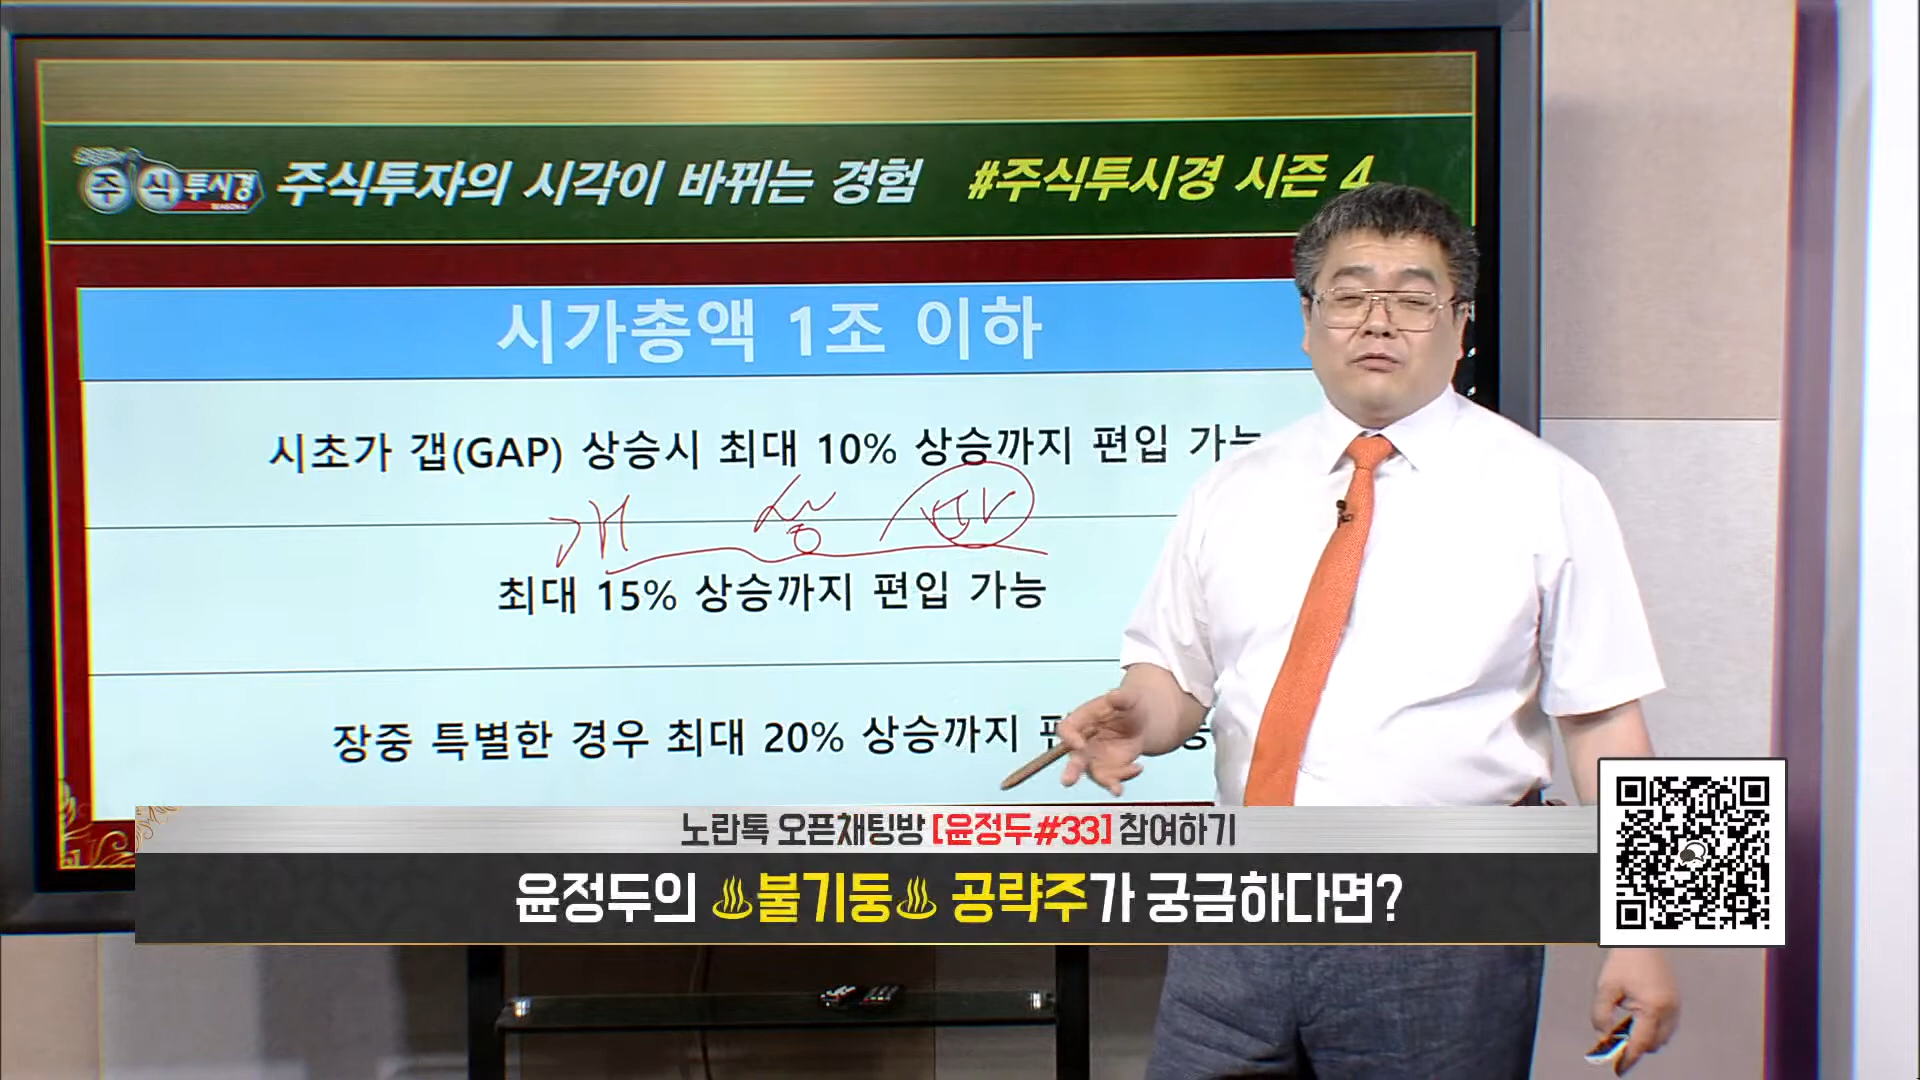 주식투시경 주식투자의 시각이 바뀌는 경험 #주식투시경 시즌 4
시가총액 1조 이하
시초가 갭(GAP) 상승시 최대 10% 상승까지 편입
최대 15% 상승까지 편입 가능
장중 특별한 경우 최대 20% 상승까지
노란톡 오픈채팅방 [윤정두#33] 참여하기
윤정두의 ♨불기둥♨ 공략주가 궁금하다면?